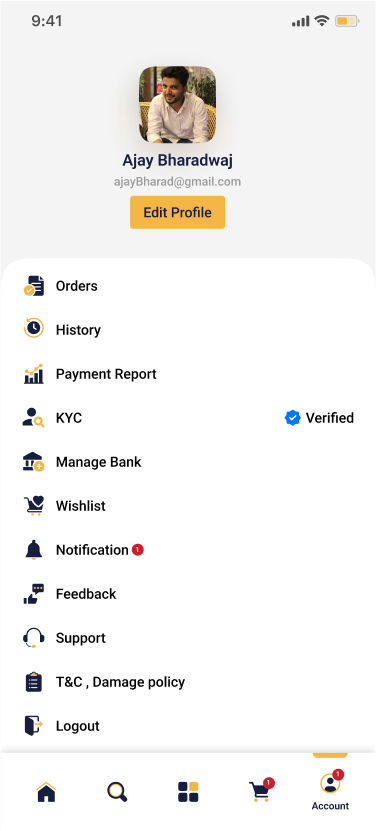 9:41
Ajay Bharadwaj
ajayBharad@gmail.com
Edit Profile
Orders
History
Payment Report
KYC Verified
Manage Bank
Wishlist
Notification 1
Feedback
Support
T&C , Damage policy
Logout
1 1
Account